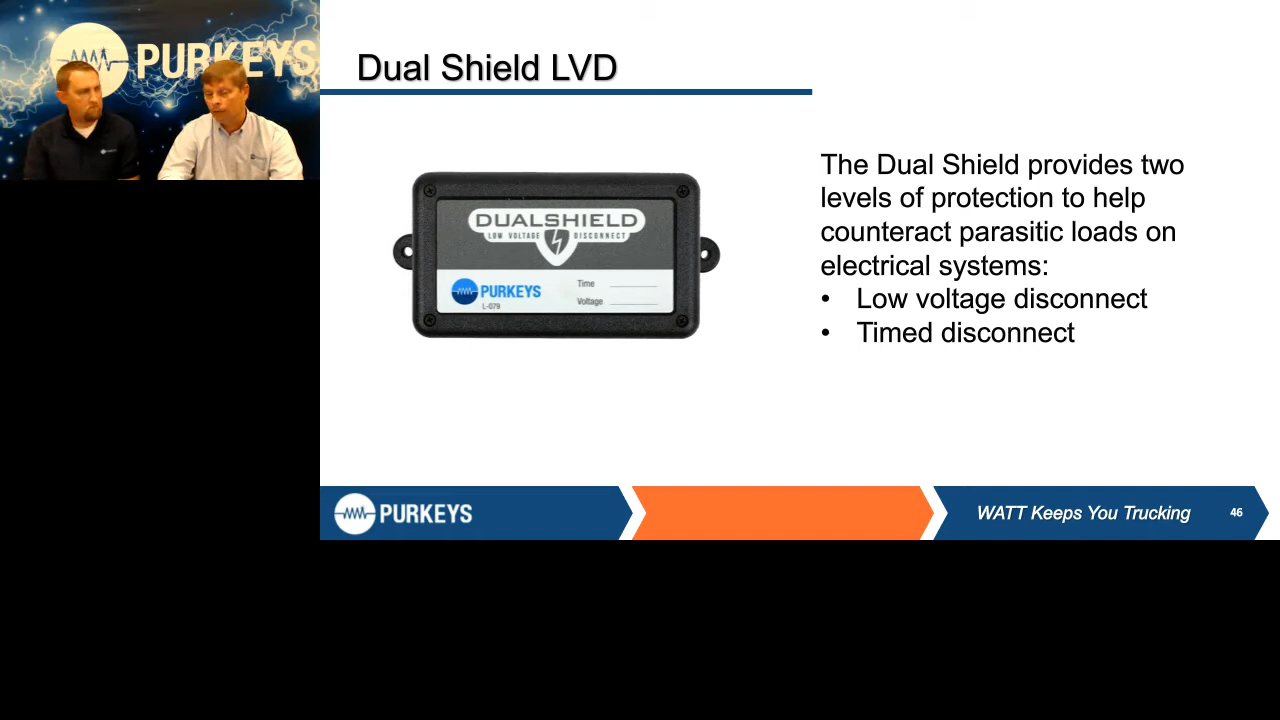 PURKEYS
Dual Shield LVD
DUALSHIELD
LOW VOLTAGE DISCONNECT
PURKEYS
L-079
Time
Voltage
The Dual Shield provides two
levels of protection to help
counteract parasitic loads on
electrical systems:
• Low voltage disconnect
• Timed disconnect
PURKEYS
WATT Keeps You Trucking
46